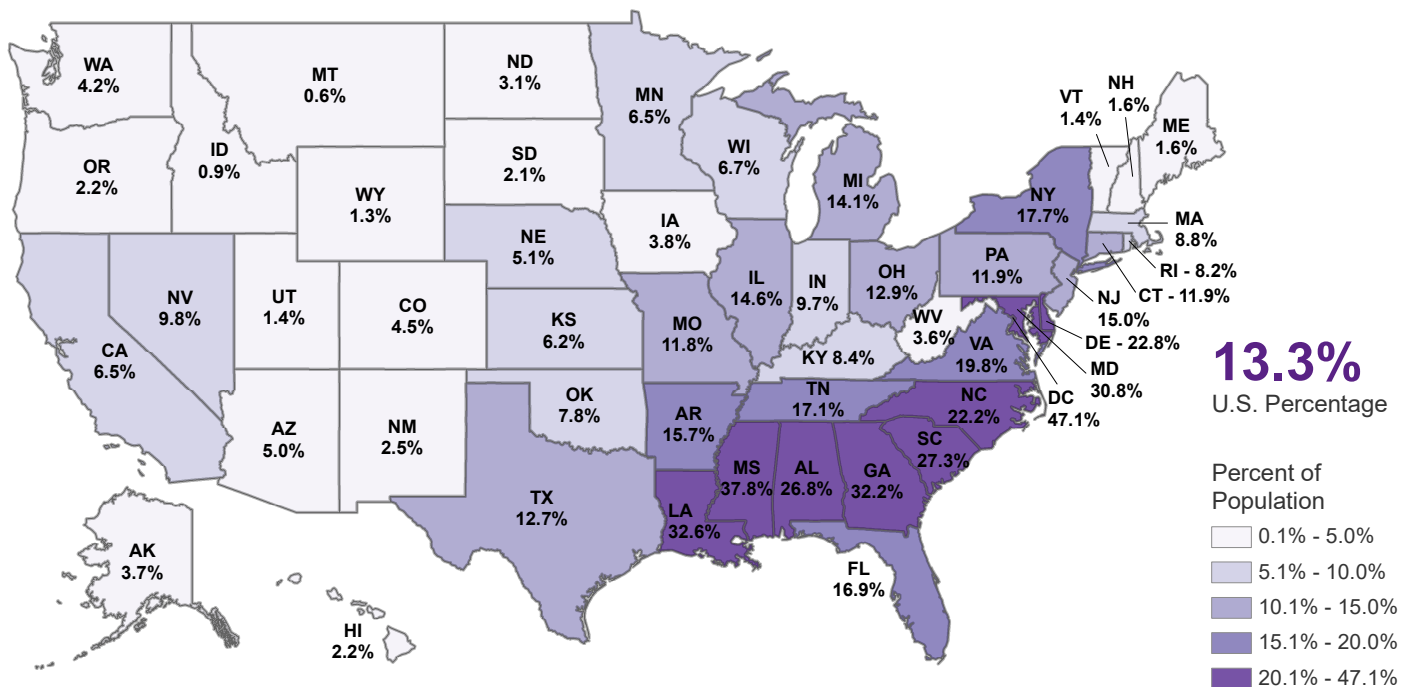 WA
4.2%
MT
0.6%
ND
3.1%
MN
6.5%
VT
1.4%
NH
1.6%
ME
1.6%
OR
2.2%
ID
0.9%
WY
1.3%
SD
2.1%
WI
6.7%
MI
14.1%
NY
17.7%
MA
8.8%
RI - 8.2%
CT - 11.9%
NJ
15.0%
DE - 22.8%
MD
30.8%
DC
47.1%
NV
9.8%
UT
1.4%
CO
4.5%
NE
5.1%
IA
3.8%
IL
14.6%
IN
9.7%
OH
12.9%
PA
11.9%
CA
6.5%
KS
6.2%
MO
11.8%
KY 8.4%
WV
3.6%
VA
19.8%
AZ
5.0%
NM
2.5%
OK
7.8%
AR
15.7%
TN
17.1%
NC
22.2%
SC
27.3%
TX
12.7%
LA
32.6%
MS
37.8%
AL
26.8%
GA
32.2%
FL
16.9%
AK
3.7%
HI
2.2%
13.3%
U.S. Percentage
Percent of
Population
0.1% - 5.0%
5.1% - 10.0%
10.1% - 15.0%
15.1% - 20.0%
20.1% - 47.1%